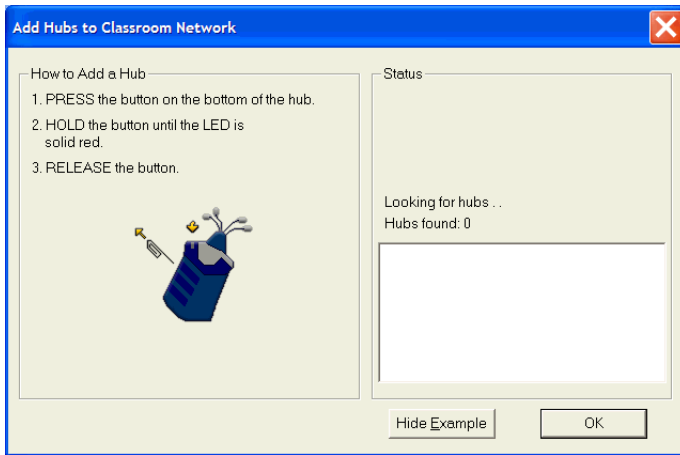 Add Hubs to Classroom Network
How to Add a Hub
1. PRESS the button on the bottom of the hub.
2. HOLD the button until the LED is
solid red.
3. RELEASE the button.
Status
Looking for hubs . .
Hubs found: 0
Hide Example
OK